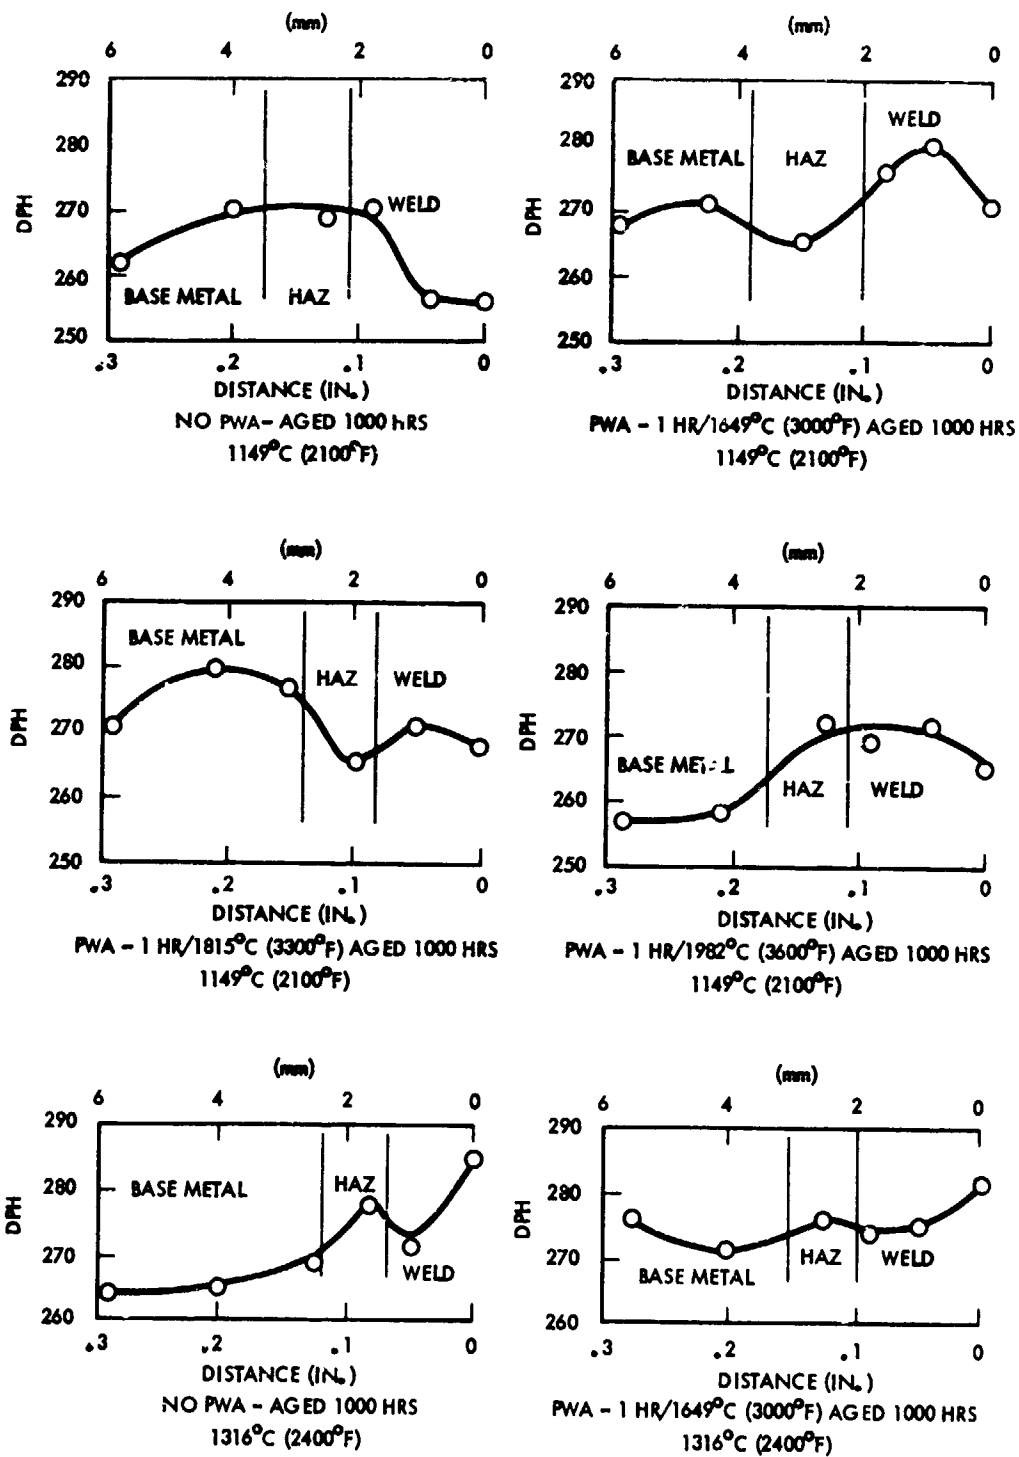 (mm)
6 4 2 0
290
280
270
260
250
DPH
WELD
BASE METAL HAZ
.3 .2 .1 0
DISTANCE (IN.)
NO PWA - AGED 1000 hRS
1149°C (2100°F)
(mm)
6 4 2 0
290
280
270
260
250
DPH
WELD
BASE METAL HAZ
.3 .2 .1 0
DISTANCE (IN.)
PWA - 1 HR/1649°C (3000°F) AGED 1000 HRS
1149°C (2100°F)
(mm)
6 4 2 0
290
280
270
260
250
DPH
BASE METAL
HAZ WELD
.3 .2 .1 0
DISTANCE (IN.)
PWA - 1 HR/1815°C (3300°F) AGED 1000 HRS
1149°C (2100°F)
(mm)
6 4 2 0
290
280
270
260
250
DPH
BASE
HAZ WELD
.3 .2 .1 0
DISTANCE (IN.)
PWA - 1 HR/1982°C (3600°F) AGED 1000 HRS
1149°C (2100°F)
(mm)
6 4 2 0
290
280
270
260
DPH
BASE METAL HAZ
WELD
.3 .2 .1 0
DISTANCE (IN.)
NO PWA - AGED 1000 HRS
1316°C (2400°F)
(mm)
6 4 2 0
290
280
270
260
DPH
BASE METAL HAZ WELD
.3 .2 .1 0
DISTANCE (IN.)
PWA - 1 HR/1649°C (3000°F) AGED 1000 HRS
1316°C (2400°F)